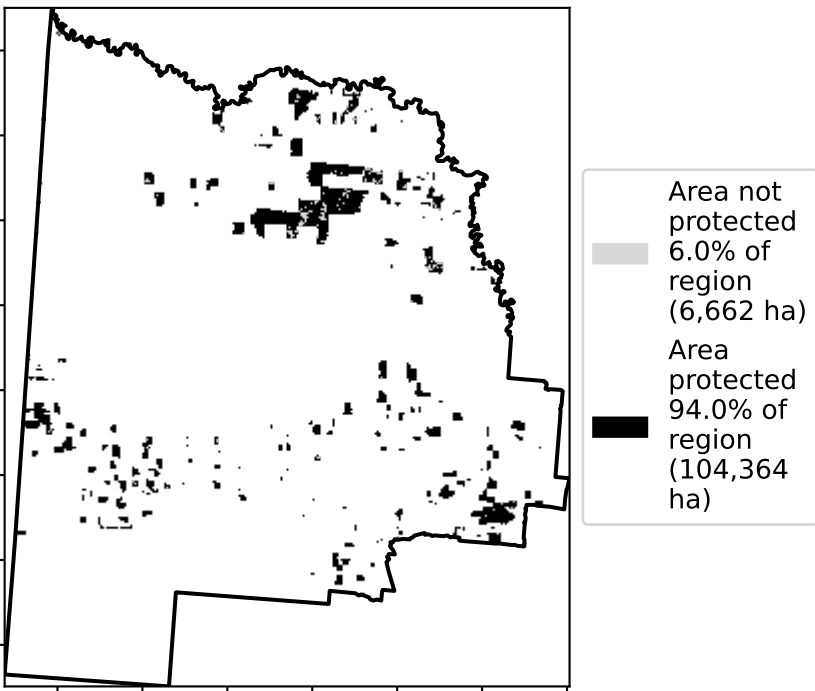 Area not
protected
6.0% of
region
(6,662 ha)
Area
protected
94.0% of
region
(104,364
ha)